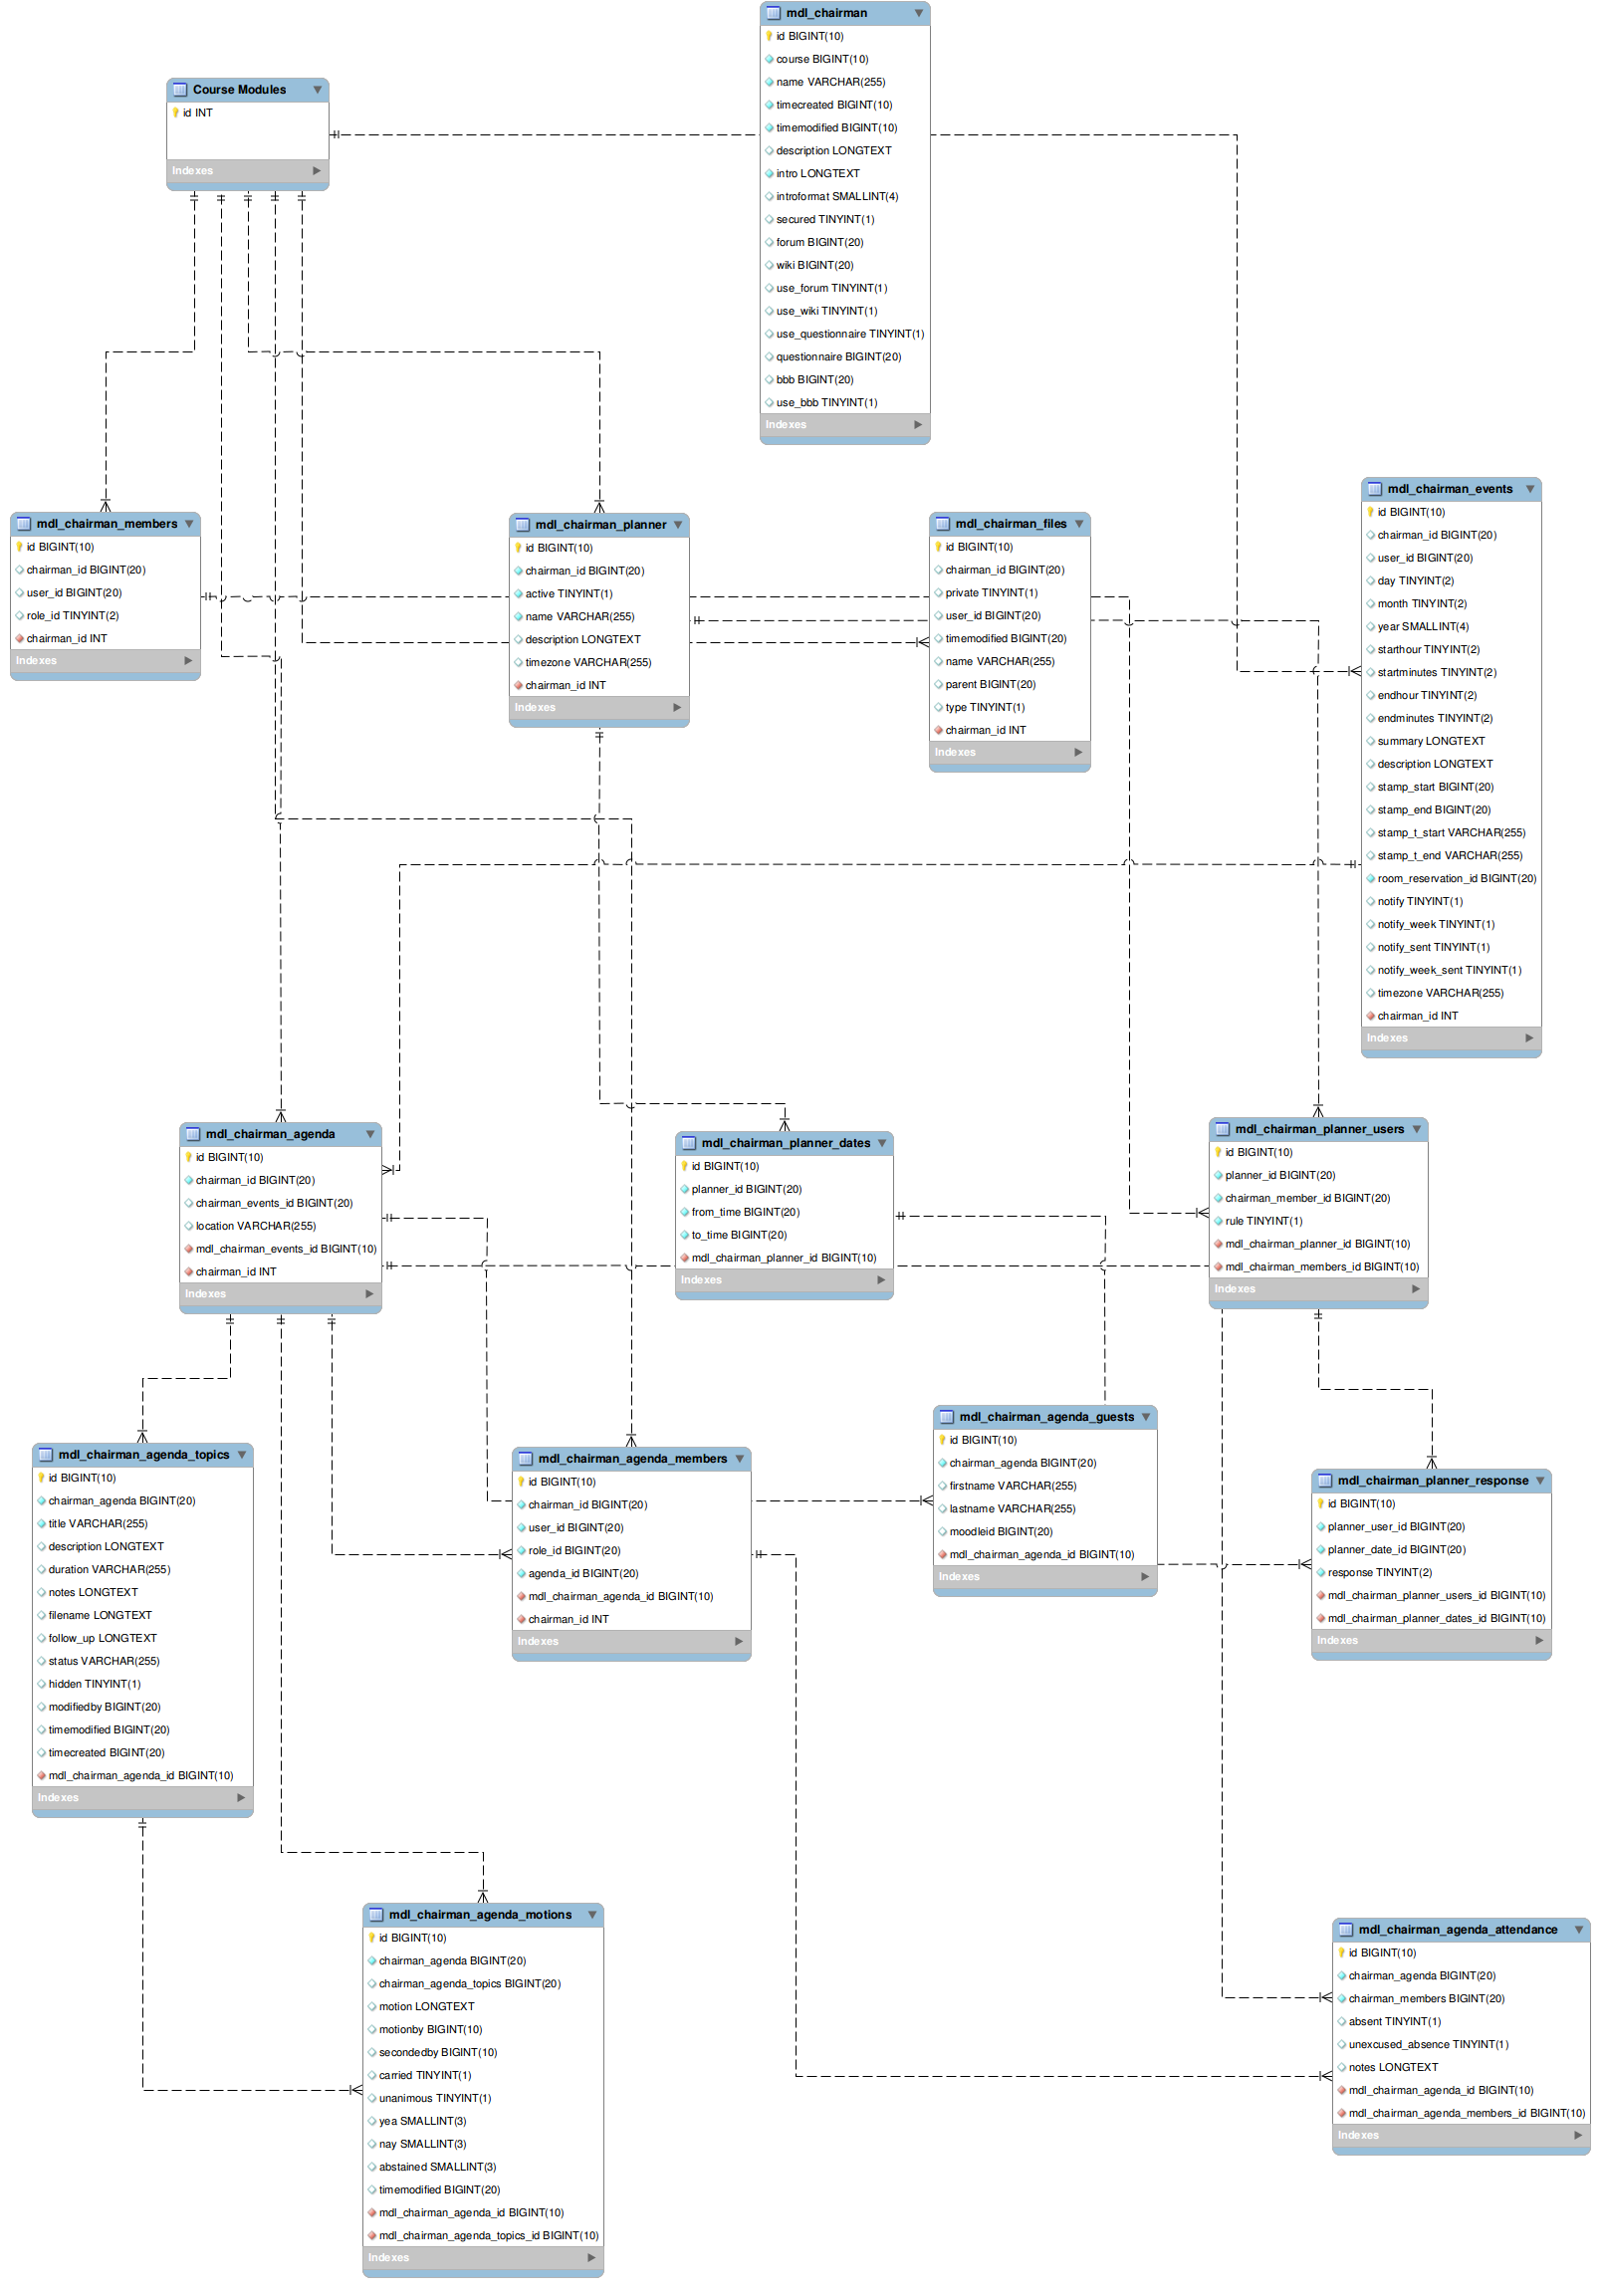 mdl_chairman
id BIGINT(10)
course BIGINT(10)
name VARCHAR(255)
timecreated BIGINT(10)
timemodified BIGINT(10)
description LONGTEXT
intro LONGTEXT
introformat SMALLINT(4)
secured TINYINT(1)
forum BIGINT(20)
wiki BIGINT(20)
use_forum TINYINT(1)
use_wiki TINYINT(1)
use_questionnaire TINYINT(1)
questionnaire BIGINT(20)
bbb BIGINT(20)
use_bbb TINYINT(1)
Indexes
Course Modules
id INT
Indexes
mdl_chairman_members
id BIGINT(10)
chairman_id BIGINT(20)
user_id BIGINT(20)
role_id TINYINT(2)
chairman_id INT
Indexes
mdl_chairman_planner
id BIGINT(10)
chairman_id BIGINT(20)
active TINYINT(1)
name VARCHAR(255)
description LONGTEXT
timezone VARCHAR(255)
chairman_id INT
Indexes
mdl_chairman_files
id BIGINT(10)
chairman_id BIGINT(20)
private TINYINT(1)
user_id BIGINT(20)
timemodified BIGINT(20)
name VARCHAR(255)
parent BIGINT(20)
type TINYINT(1)
chairman_id INT
Indexes
mdl_chairman_events
id BIGINT(10)
chairman_id BIGINT(20)
user_id BIGINT(20)
day TINYINT(2)
month TINYINT(2)
year SMALLINT(4)
starthour TINYINT(2)
startminutes TINYINT(2)
endhour TINYINT(2)
endminutes TINYINT(2)
summary LONGTEXT
description LONGTEXT
stamp_start BIGINT(20)
stamp_end BIGINT(20)
stamp_t_start VARCHAR(255)
stamp_t_end VARCHAR(255)
room_reservation_id BIGINT(20)
notify TINYINT(1)
notify_week TINYINT(1)
notify_sent TINYINT(1)
notify_week_sent TINYINT(1)
timezone VARCHAR(255)
chairman_id INT
Indexes
mdl_chairman_agenda
id BIGINT(10)
chairman_id BIGINT(20)
chairman_events_id BIGINT(20)
location VARCHAR(255)
mdl_chairman_events_id BIGINT(10)
chairman_id INT
Indexes
mdl_chairman_planner_dates
id BIGINT(10)
planner_id BIGINT(20)
from_time BIGINT(20)
to_time BIGINT(20)
mdl_chairman_planner_id BIGINT(10)
Indexes
mdl_chairman_planner_users
id BIGINT(10)
planner_id BIGINT(20)
chairman_member_id BIGINT(20)
rule TINYINT(1)
mdl_chairman_planner_id BIGINT(10)
mdl_chairman_members_id BIGINT(10)
Indexes
mdl_chairman_agenda_topics
id BIGINT(10)
chairman_agenda BIGINT(20)
title VARCHAR(255)
description LONGTEXT
duration VARCHAR(255)
notes LONGTEXT
filename LONGTEXT
follow_up LONGTEXT
status VARCHAR(255)
hidden TINYINT(1)
modifiedby BIGINT(20)
timemodified BIGINT(20)
timecreated BIGINT(20)
mdl_chairman_agenda_id BIGINT(10)
Indexes
mdl_chairman_agenda_members
id BIGINT(10)
chairman_id BIGINT(20)
user_id BIGINT(20)
role_id BIGINT(20)
agenda_id BIGINT(20)
mdl_chairman_agenda_id BIGINT(10)
chairman_id INT
Indexes
mdl_chairman_agenda_guests
id BIGINT(10)
chairman_agenda BIGINT(20)
firstname VARCHAR(255)
lastname VARCHAR(255)
moodleid BIGINT(20)
mdl_chairman_agenda_id BIGINT(10)
Indexes
mdl_chairman_planner_response
id BIGINT(10)
planner_user_id BIGINT(20)
planner_date_id BIGINT(20)
response TINYINT(2)
mdl_chairman_planner_users_id BIGINT(10)
mdl_chairman_planner_dates_id BIGINT(10)
Indexes
mdl_chairman_agenda_motions
id BIGINT(10)
chairman_agenda BIGINT(20)
chairman_agenda_topics BIGINT(20)
motion LONGTEXT
motionby BIGINT(10)
secondedby BIGINT(10)
carried TINYINT(1)
unanimous TINYINT(1)
yea SMALLINT(3)
nay SMALLINT(3)
abstained SMALLINT(3)
timemodified BIGINT(20)
mdl_chairman_agenda_id BIGINT(10)
mdl_chairman_agenda_topics_id BIGINT(10)
Indexes
mdl_chairman_agenda_attendance
id BIGINT(10)
chairman_agenda BIGINT(20)
chairman_members BIGINT(20)
absent TINYINT(1)
unexcused_absence TINYINT(1)
notes LONGTEXT
mdl_chairman_agenda_id BIGINT(10)
mdl_chairman_agenda_members_id BIGINT(10)
Indexes